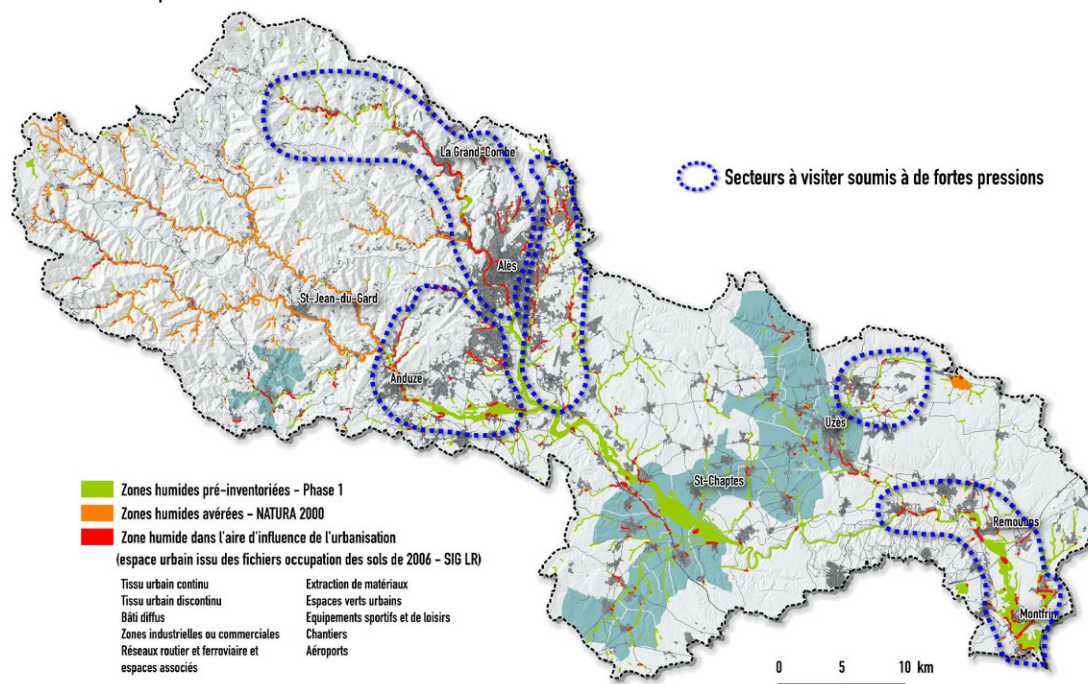 La Grand-Combe
Secteurs à visiter soumis à de fortes pressions
Alès
St-Jean-du-Gard
Anduze
Uzès
St-Chaptes
Remoulins
Montfrin
Zones humides pré-inventoriées - Phase 1
Zones humides avérées - NATURA 2000
Zone humide dans l'aire d'influence de l'urbanisation
(espace urbain issu des fichiers occupation des sols de 2006 - SIG LR)
Tissu urbain continu
Tissu urbain discontinu
Bâti diffus
Zones industrielles ou commerciales
Réseaux routier et ferroviaire et
espaces associés
Extraction de matériaux
Espaces verts urbains
Equipements sportifs et de loisirs
Chantiers
Aéroports
0 5 10 km